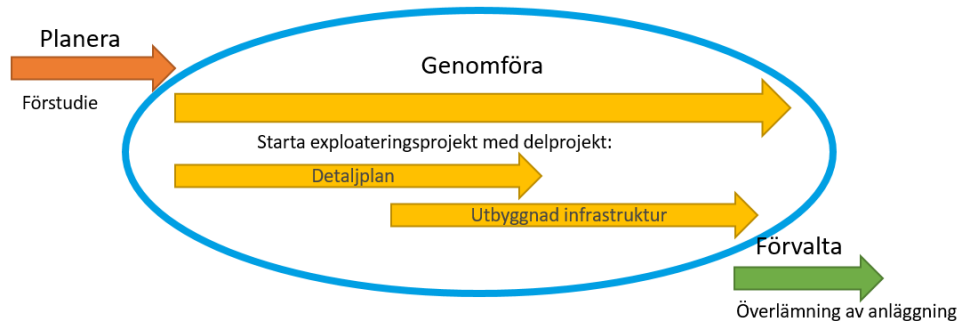 Planera
Förstudie
Genomföra
Starta exploateringsprojekt med delprojekt:
Detaljplan
Utbyggnad infrastruktur
Förvalta
Överlämning av anläggning